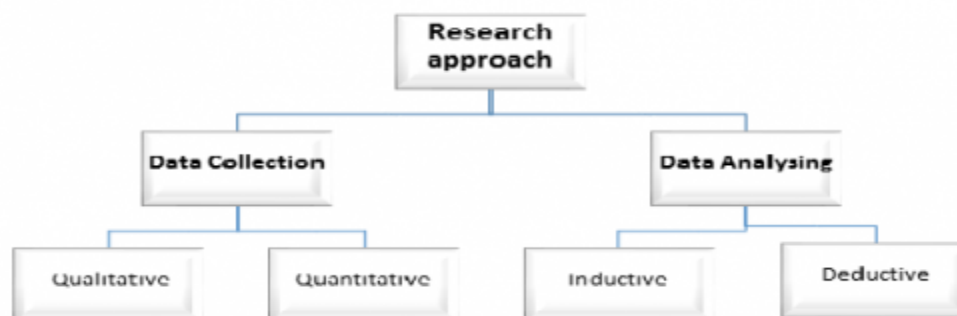 Research
approach
Data Collection
Data Analysing
Qualitative
Quantitative
Inductive
Deductive